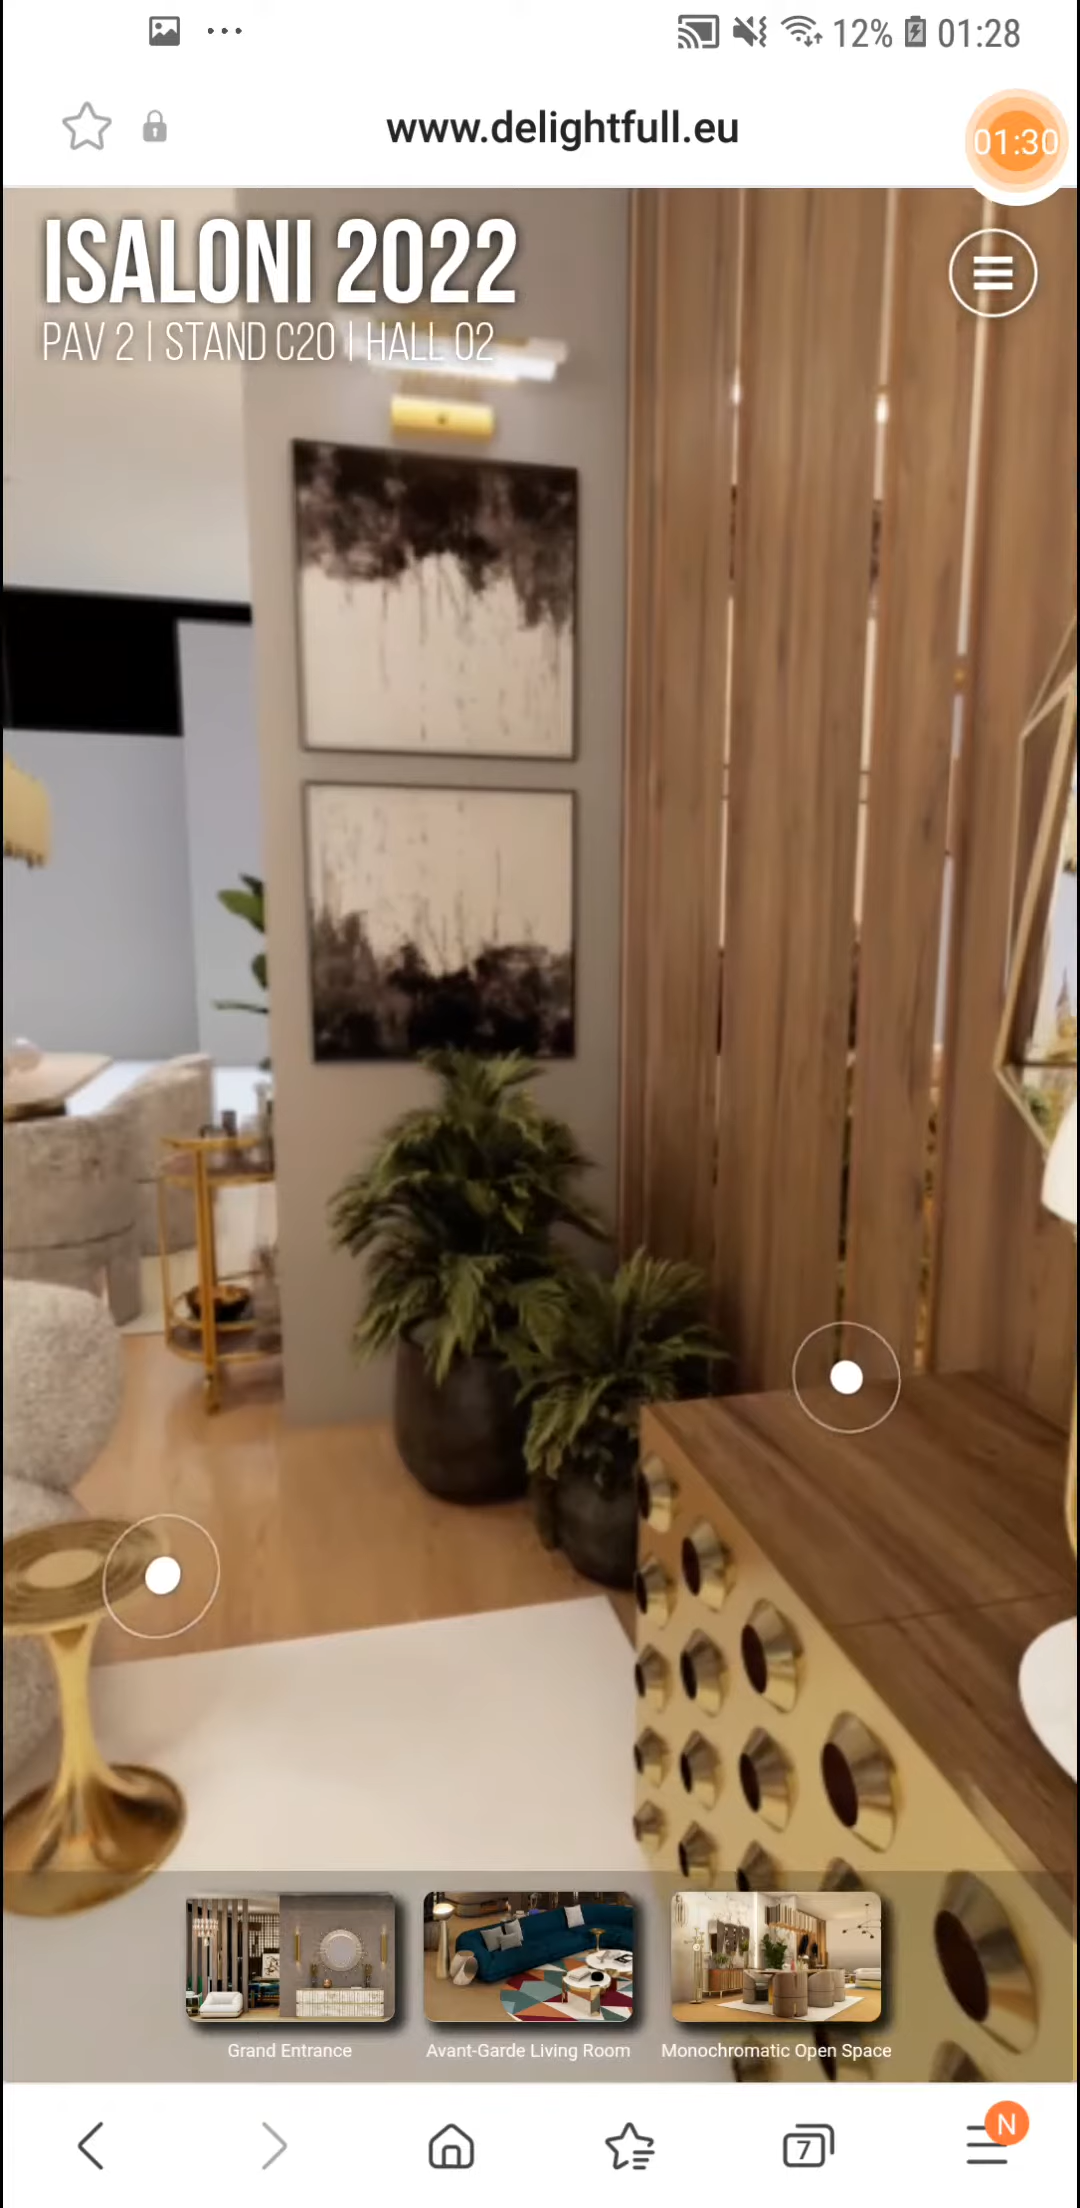 12% 01:28
www.delightfull.eu
01:30
ISALONI 2022
PAV 2 | STAND C20 | HALL 02
Grand Entrance
Avant-Garde Living Room
Monochromatic Open Space
7
N